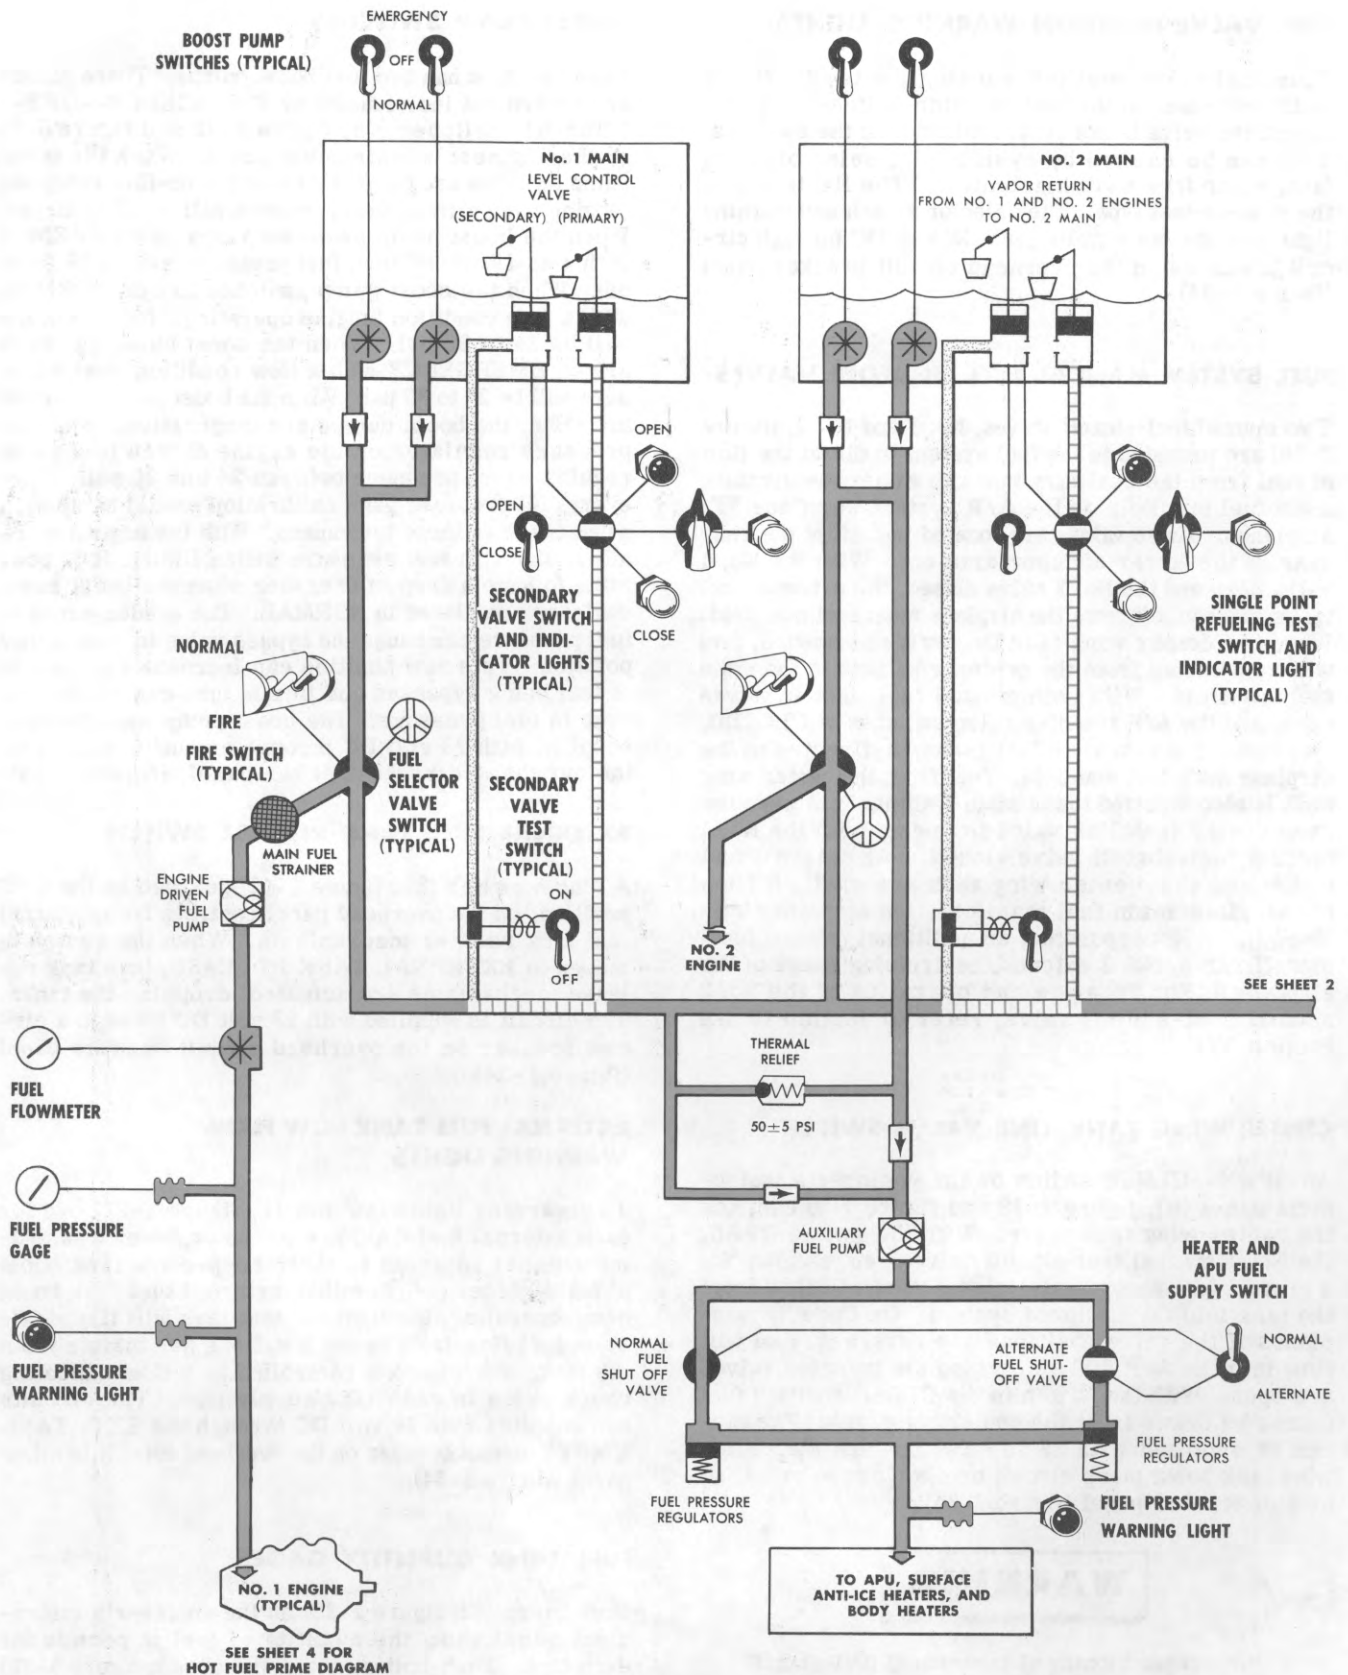 EMERGENCY
BOOST PUMP
SWITCHES (TYPICAL)
OFF
NORMAL
No. 1 MAIN
LEVEL CONTROL
VALVE
(SECONDARY) (PRIMARY)
No. 2 MAIN
VAPOR RETURN
FROM NO. 1 AND NO. 2 ENGINES
TO NO. 2 MAIN
OPEN
OPEN
CLOSE
CLOSE
SECONDARY
VALVE SWITCH
AND INDI-
CATOR LIGHTS
(TYPICAL)
SINGLE POINT
REFUELING TEST
SWITCH AND
INDICATOR LIGHT
(TYPICAL)
NORMAL
FIRE
FIRE SWITCH
(TYPICAL)
FUEL
SELECTOR
VALVE
SWITCH
(TYPICAL)
SECONDARY
VALVE
TEST
SWITCH
(TYPICAL)
ON
OFF
MAIN FUEL
STRAINER
ENGINE
DRIVEN
FUEL
PUMP
NO. 2
ENGINE
SEE SHEET 2
FUEL
FLOWMETER
THERMAL
RELIEF
50±5 PSI
FUEL PRESSURE
GAGE
AUXILIARY
FUEL PUMP
HEATER AND
APU FUEL
SUPPLY SWITCH
FUEL PRESSURE
WARNING LIGHT
NORMAL
FUEL
SHUT OFF
VALVE
ALTERNATE
FUEL SHUT-
OFF VALVE
NORMAL
ALTERNATE
FUEL PRESSURE
REGULATORS
FUEL PRESSURE
REGULATORS
FUEL PRESSURE
WARNING LIGHT
NO. 1 ENGINE
(TYPICAL)
TO APU, SURFACE
ANTI-ICE HEATERS, AND
BODY HEATERS
SEE SHEET 4 FOR
HOT FUEL PRIME DIAGRAM